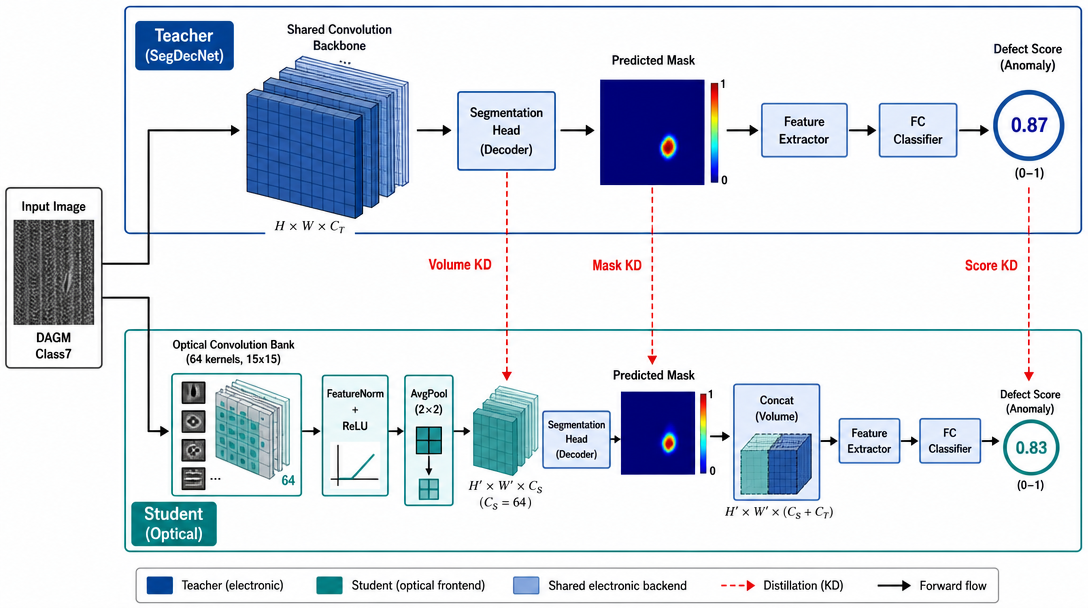 Teacher
(SegDecNet)
Shared Convolution
Backbone
...
H × W × C_T
Segmentation
Head
(Decoder)
Predicted Mask
1
0
Feature
Extractor
FC
Classifier
Defect Score
(Anomaly)
0.87
(0–1)
Input Image
DAGM
Class7
Volume KD
Mask KD
Score KD
Optical Convolution Bank
(64 kernels, 15x15)
...
64
FeatureNorm
+
ReLU
AvgPool
(2×2)
H′ × W′ × C_S
(C_S = 64)
Segmentation
Head
(Decoder)
Predicted Mask
1
0
Concat
(Volume)
H′ × W′ × (C_S + C_T)
Feature
Extractor
FC
Classifier
Defect Score
(Anomaly)
0.83
(0–1)
Student
(Optical)
Teacher (electronic)
Student (optical frontend)
Shared electronic backend
Distillation (KD)
Forward flow